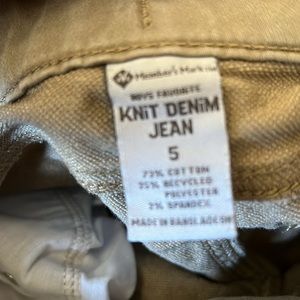 Member's Mark
BOYS FAVORITE
KNIT DENIM
JEAN
5
73% COTTON
25% RECYCLED
POLYESTER
2% SPANDEX
MADE IN BANGLADESH